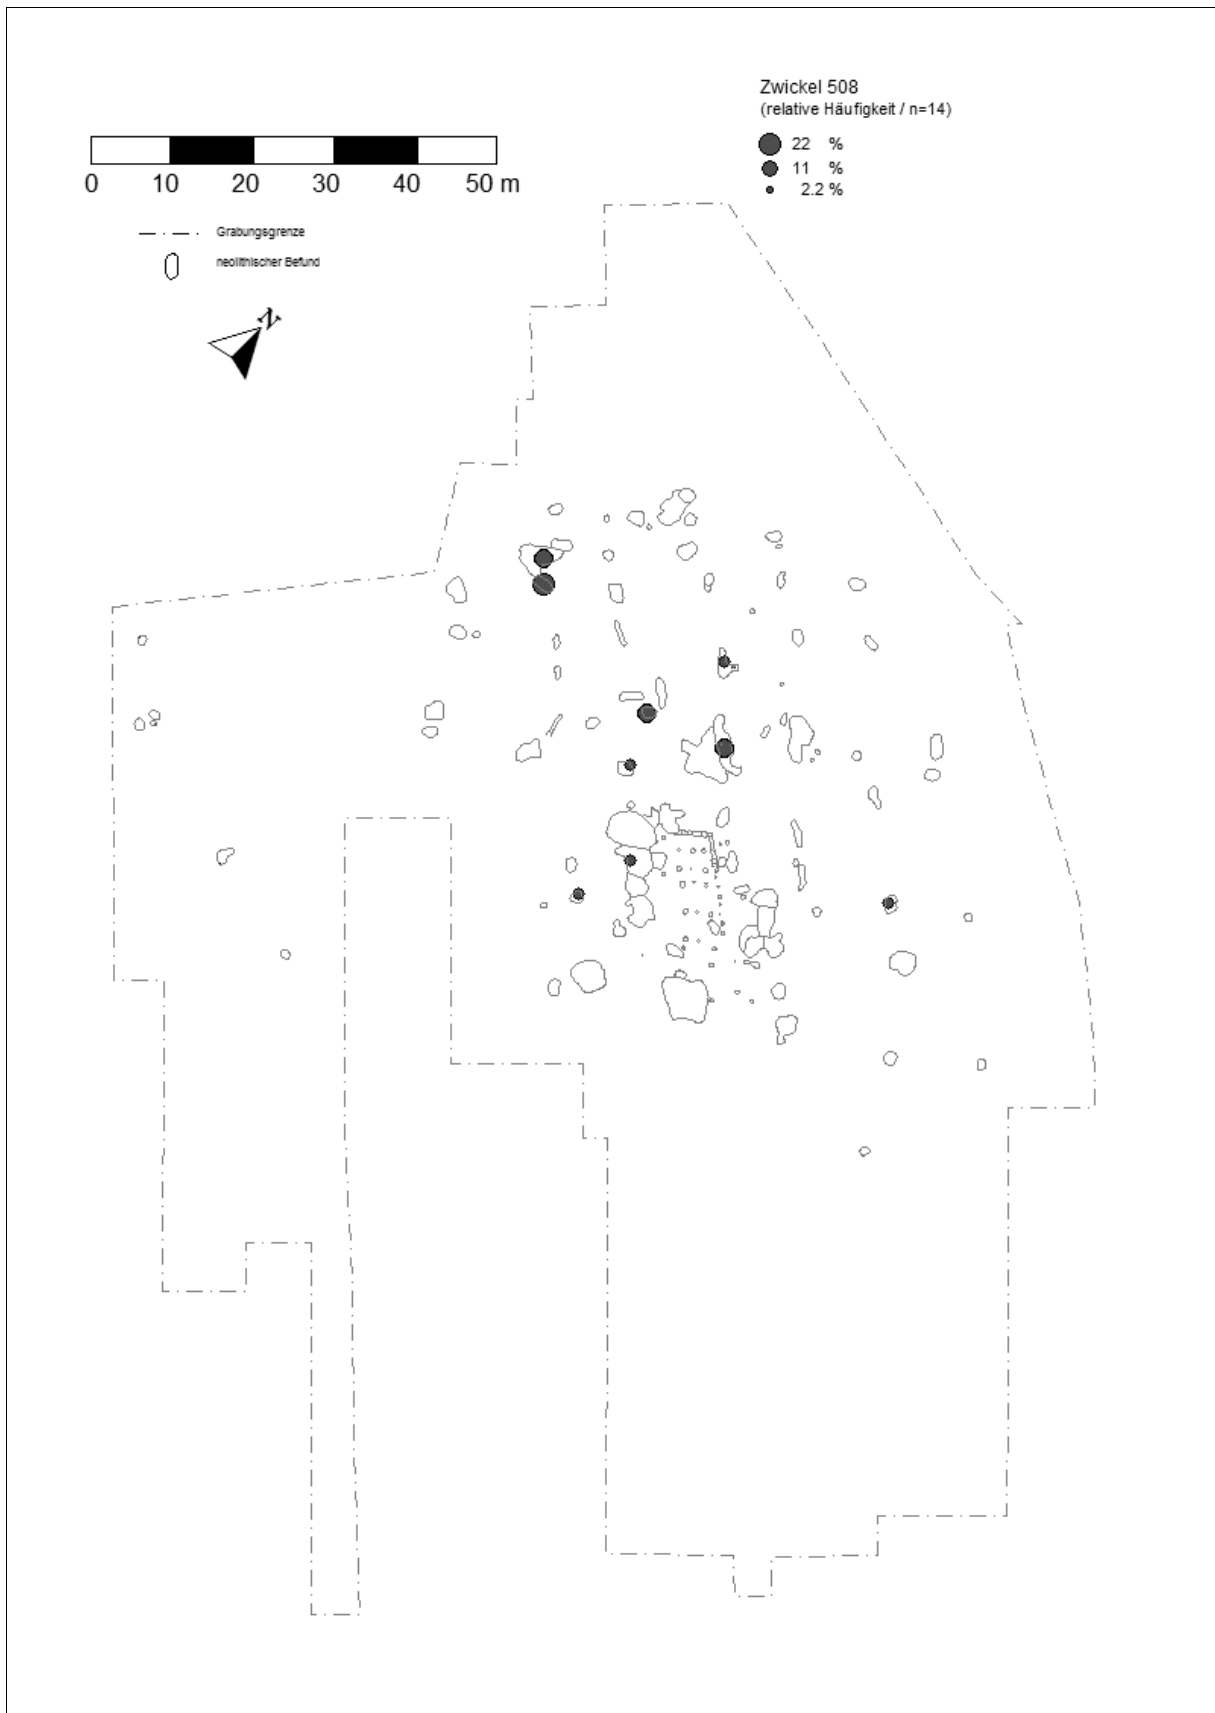 Zwickel 508
(relative Häufigkeit / n=14)
22 %
11 %
2.2 %
0 10 20 30 40 50 m
Grabungsgrenze
neolithischer Befund
N